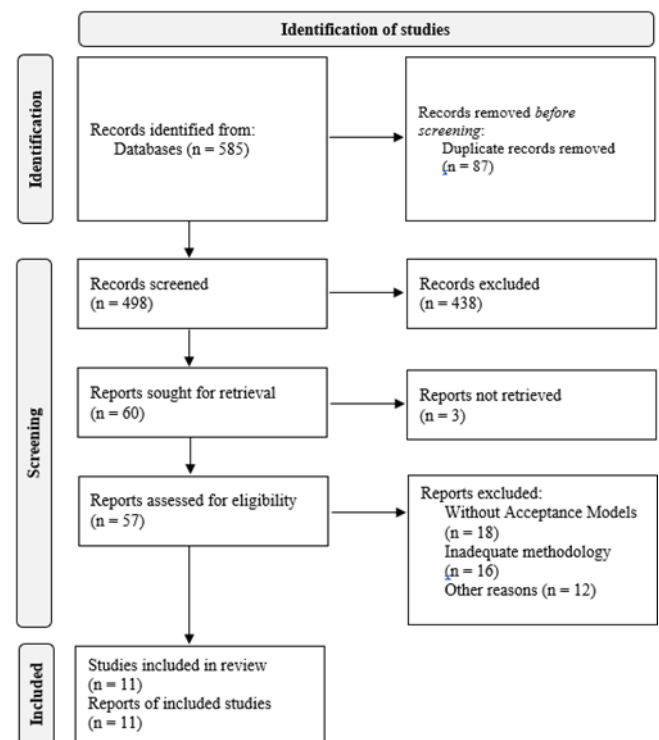 Identification of studies
Identification
Records identified from:
Databases (n = 585)
Records removed before
screening:
Duplicate records removed
(n = 87)
Screening
Records screened
(n = 498)
Records excluded
(n = 438)
Reports sought for retrieval
(n = 60)
Reports not retrieved
(n = 3)
Reports assessed for eligibility
(n = 57)
Reports excluded:
Without Acceptance Models
(n = 18)
Inadequate methodology
(n = 16)
Other reasons (n = 12)
Included
Studies included in review
(n = 11)
Reports of included studies
(n = 11)